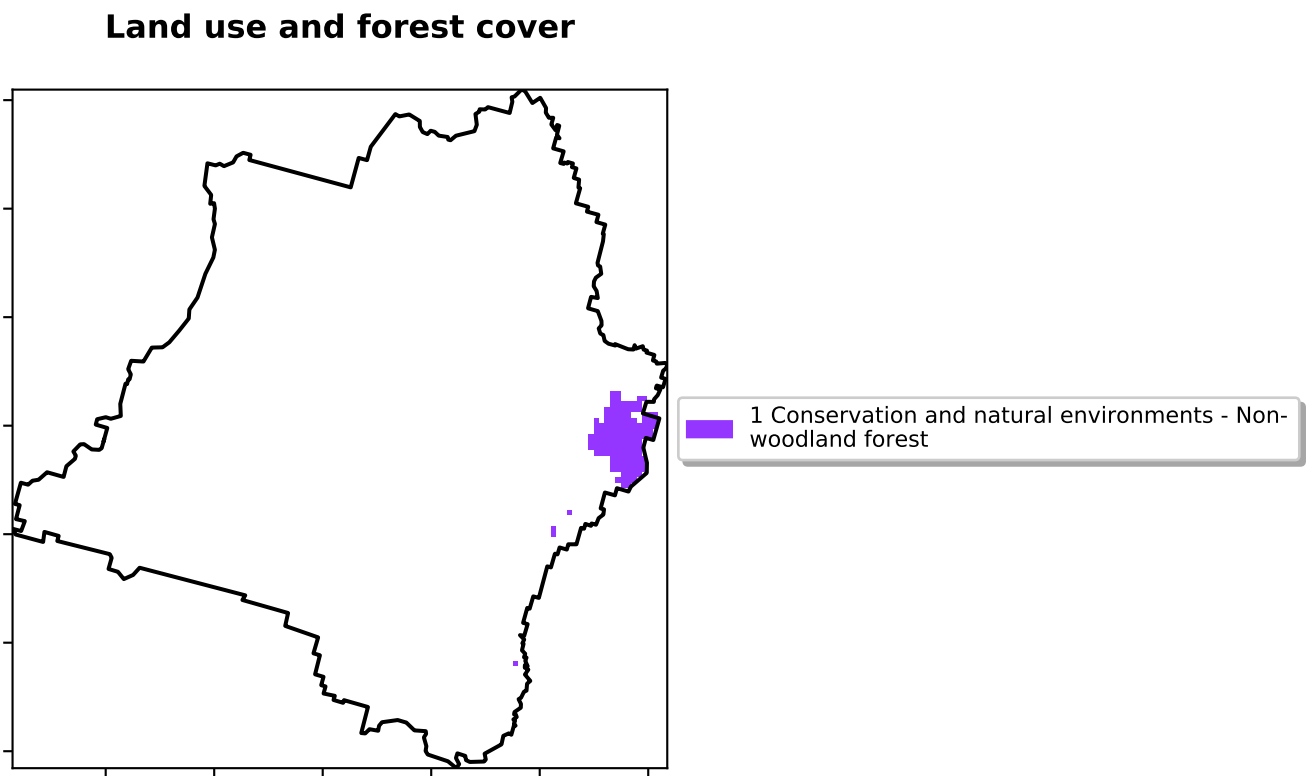 Land use and forest cover
1 Conservation and natural environments - Non-
woodland forest